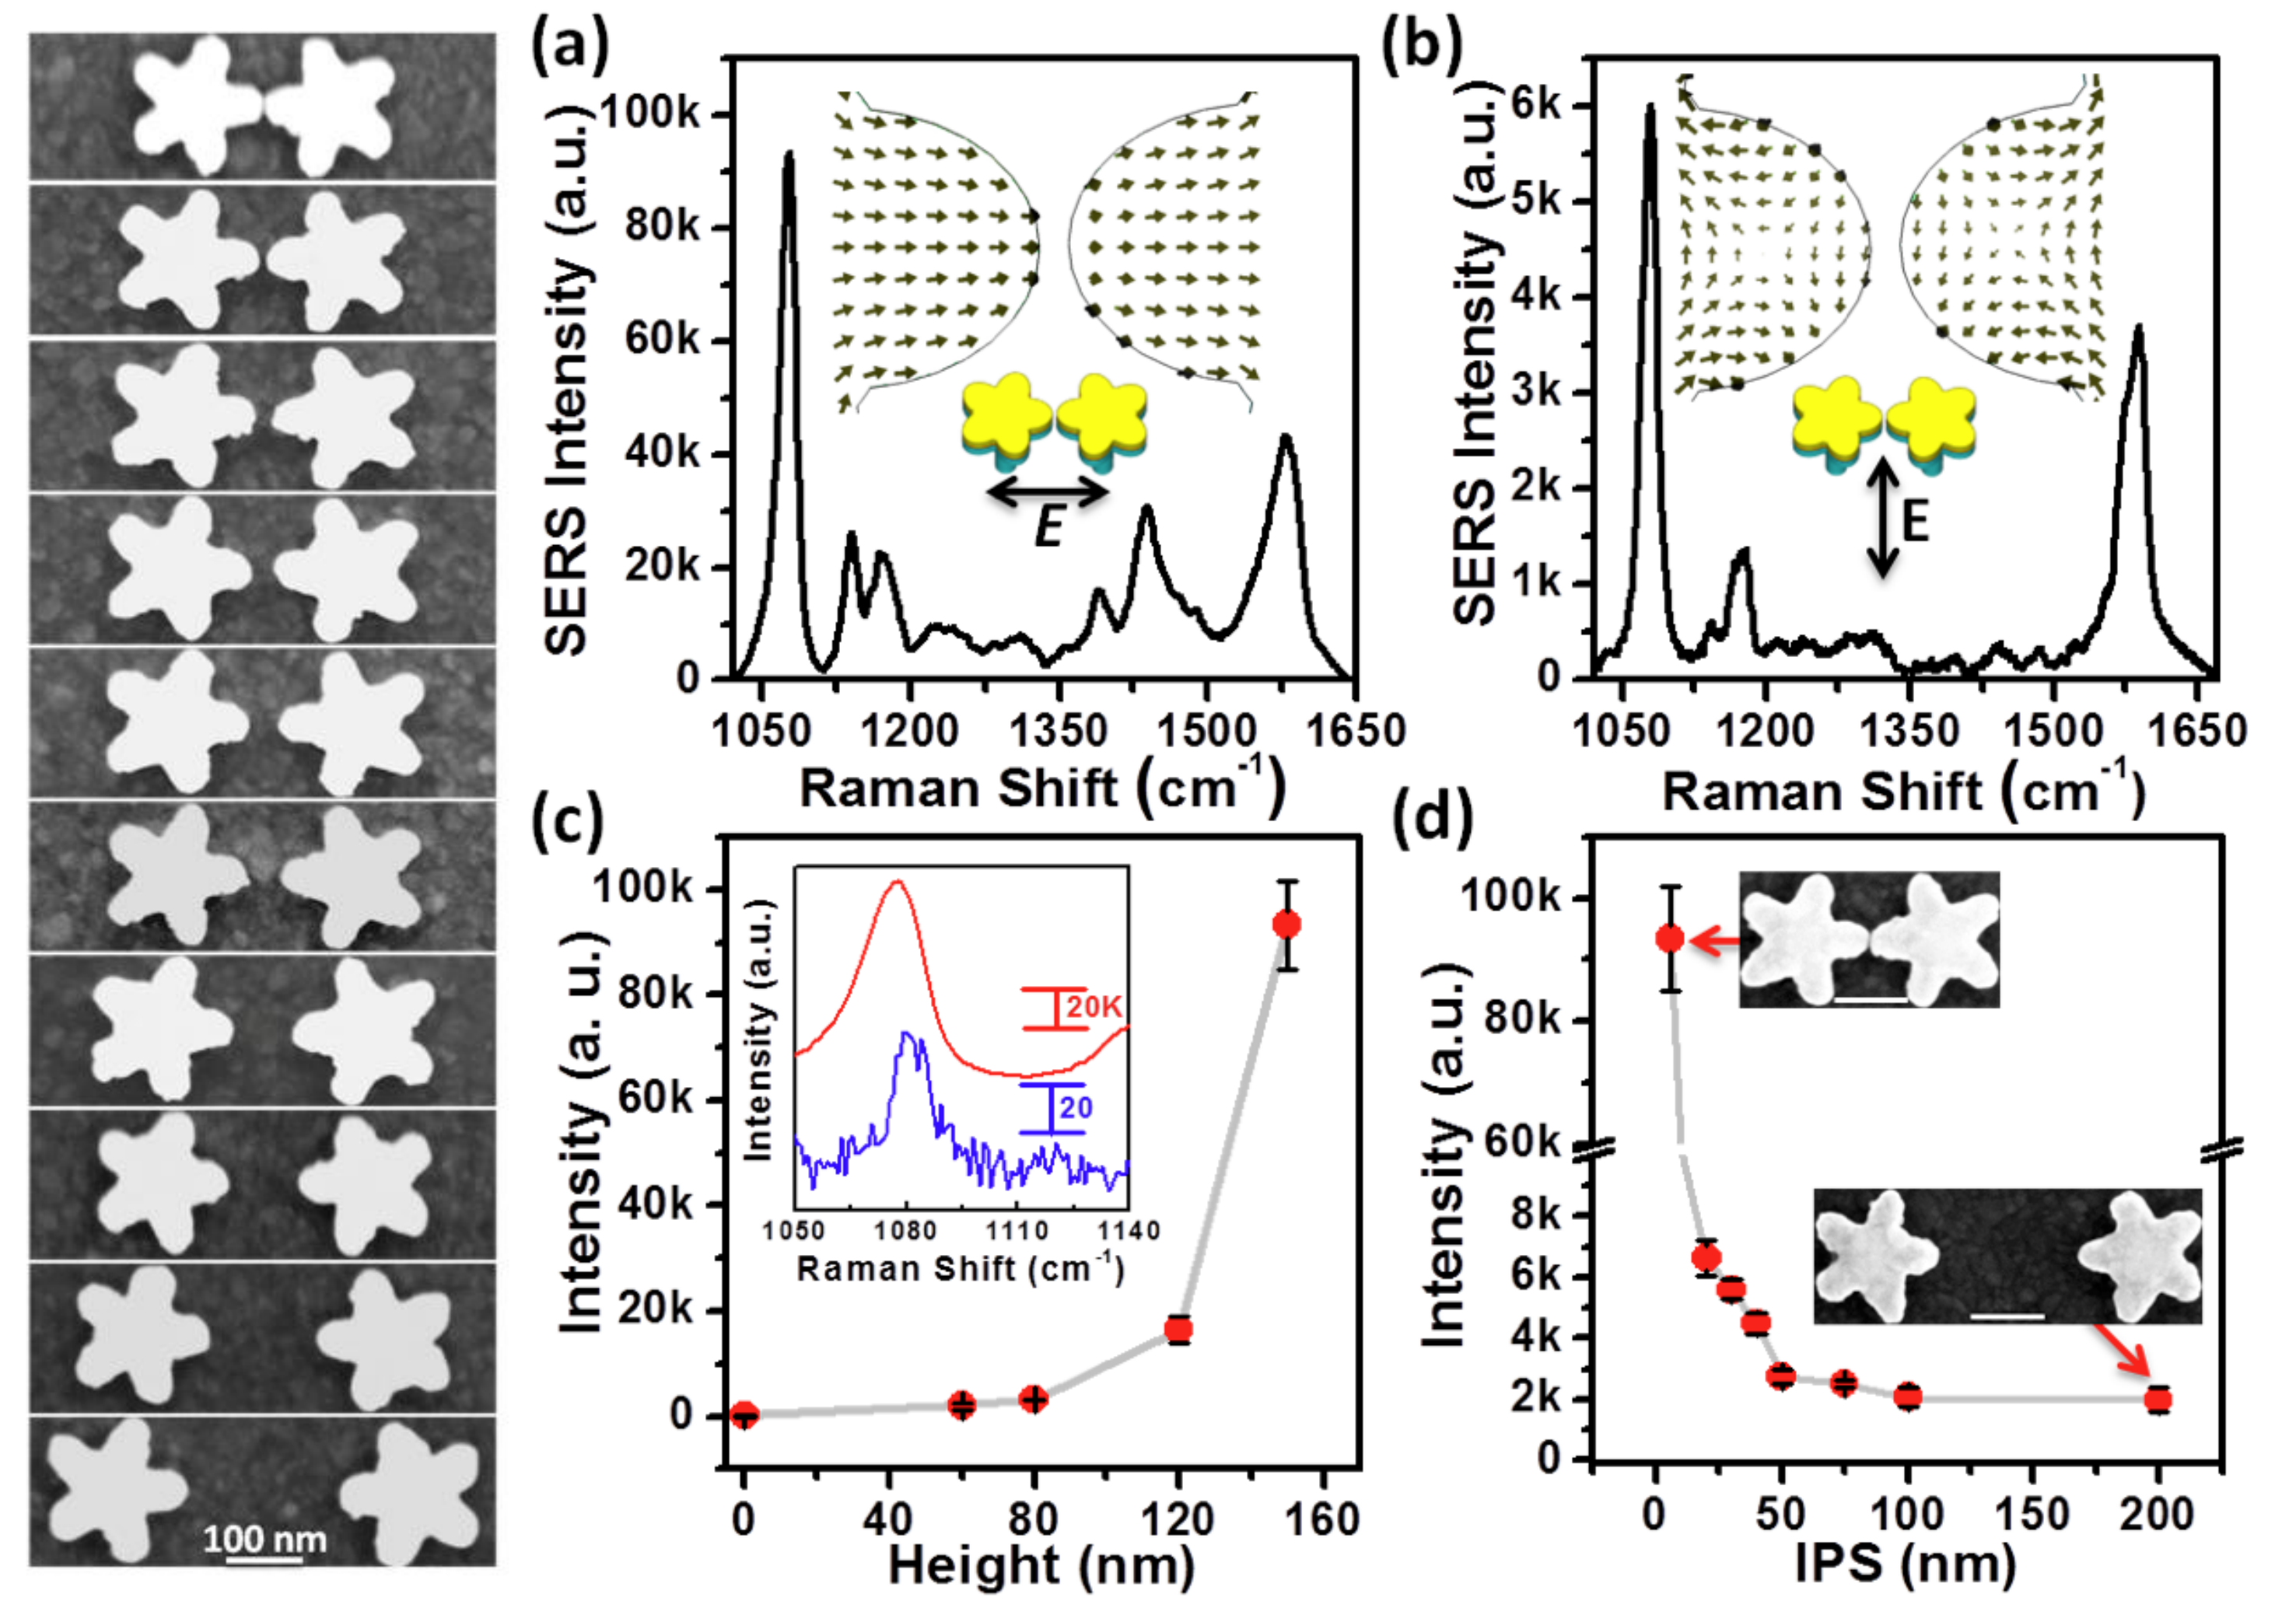 100 nm
(a)
SERS Intensity (a.u.)
100k
80k
60k
40k
20k
0
E
1050 1200 1350 1500 1650
Raman Shift (cm-1)
(b)
SERS Intensity (a.u.)
6k
5k
4k
3k
2k
1k
0
E
1050 1200 1350 1500 1650
Raman Shift (cm-1)
(c)
Intensity (a. u.)
100k
80k
60k
40k
20k
0
Intensity (a.u.)
20K
20
1050 1080 1110 1140
Raman Shift (cm-1)
0 40 80 120 160
Height (nm)
(d)
Intensity (a.u.)
100k
80k
60k
8k
6k
4k
2k
0
0 50 100 150 200
IPS (nm)